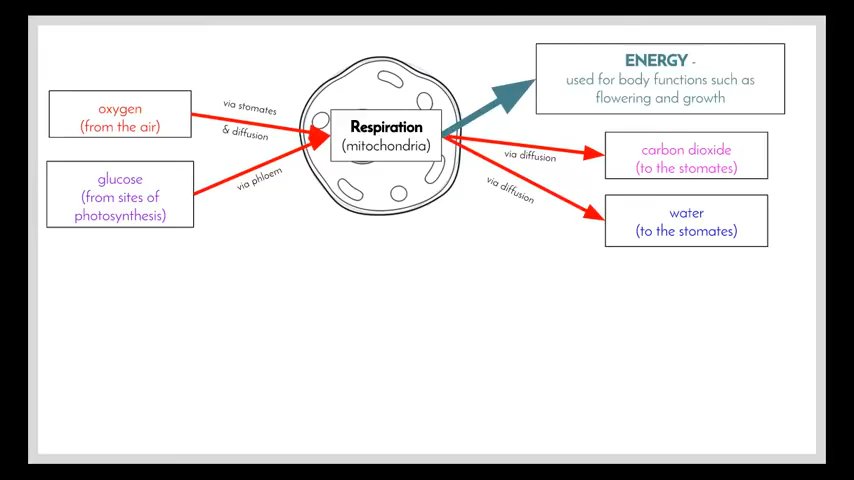 oxygen
(from the air)
glucose
(from sites of
photosynthesis)
via stomates
& diffusion
via phloem
Respiration
(mitochondria)
via diffusion
via diffusion
ENERGY -
used for body functions such as
flowering and growth
carbon dioxide
(to the stomates)
water
(to the stomates)